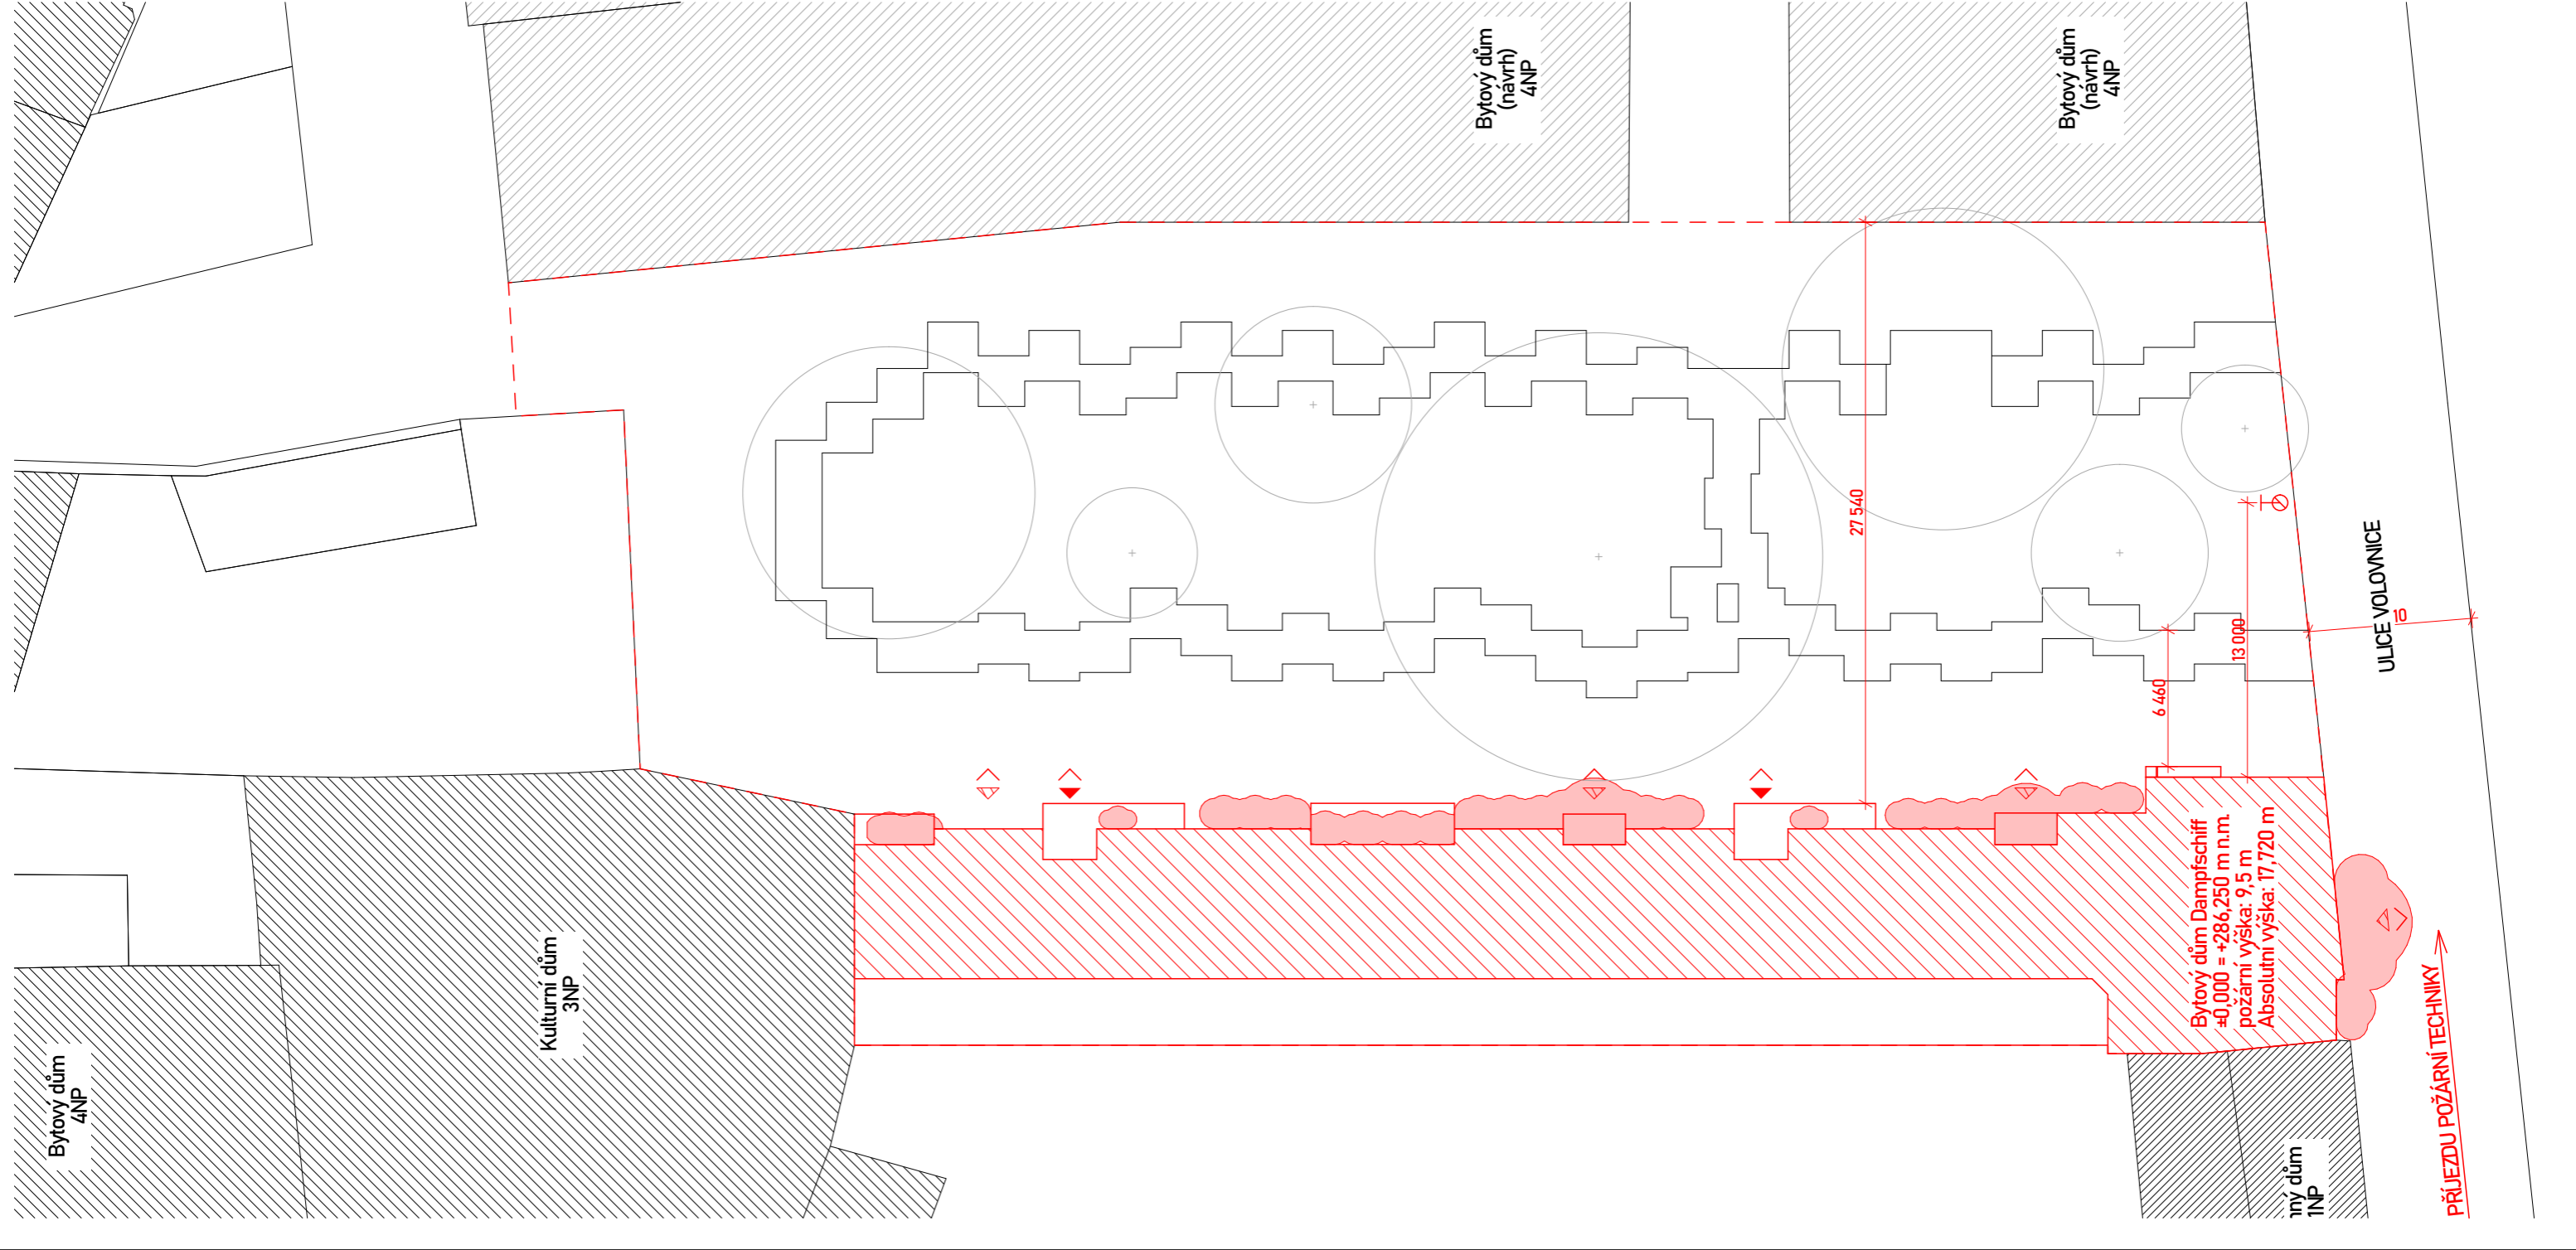 Bytový dům
(návrh)
4NP
Bytový dům
(návrh)
4NP
27 540
ULICE VOLOVNICE
10
13 000
6 460
Bytový dům Dampfschiff
±0,000 = +286,250 m n.m.
požární výška: 9,5 m
Absolutní výška: 17,720 m
Kulturní dům
3NP
Bytový dům
4NP
PŘÍJEZDU POŽÁRNÍ TECHNIKY
dům
1NP